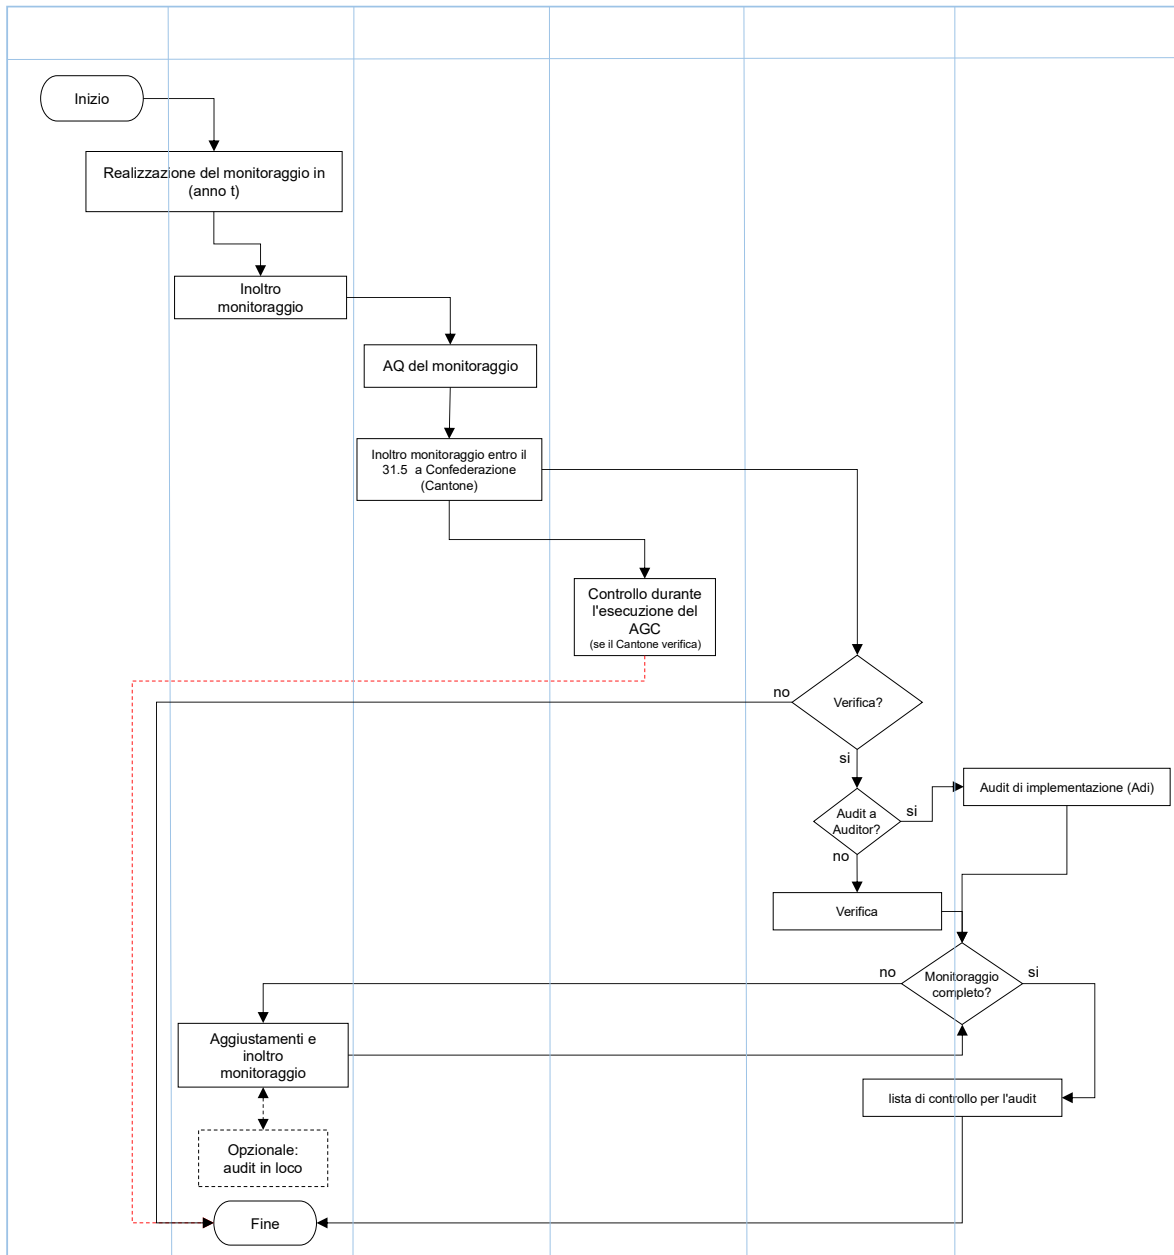 Inizio
Realizzazione del monitoraggio in
(anno t)
Inoltro
monitoraggio
AQ del monitoraggio
Inoltro monitoraggio entro il
31.5 a Confederazione
(Cantone)
Controllo durante
l'esecuzione del
AGC
(se il Cantone verifica)
no
Verifica?
si
Audit a
Auditor?
si
Audit di implementazione (Adi)
no
Verifica
no
Monitoraggio
completo?
si
Aggiustamenti e
inoltro
monitoraggio
lista di controllo per l'audit
Opzionale:
audit in loco
Fine